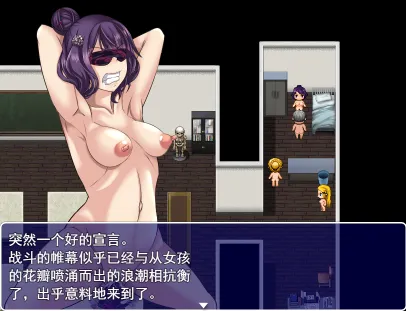 突然一个好的宣言。
战斗的帷幕似乎已经与从女孩
的花瓣喷涌而出的浪潮相抗衡
了，出乎意料地来到了。